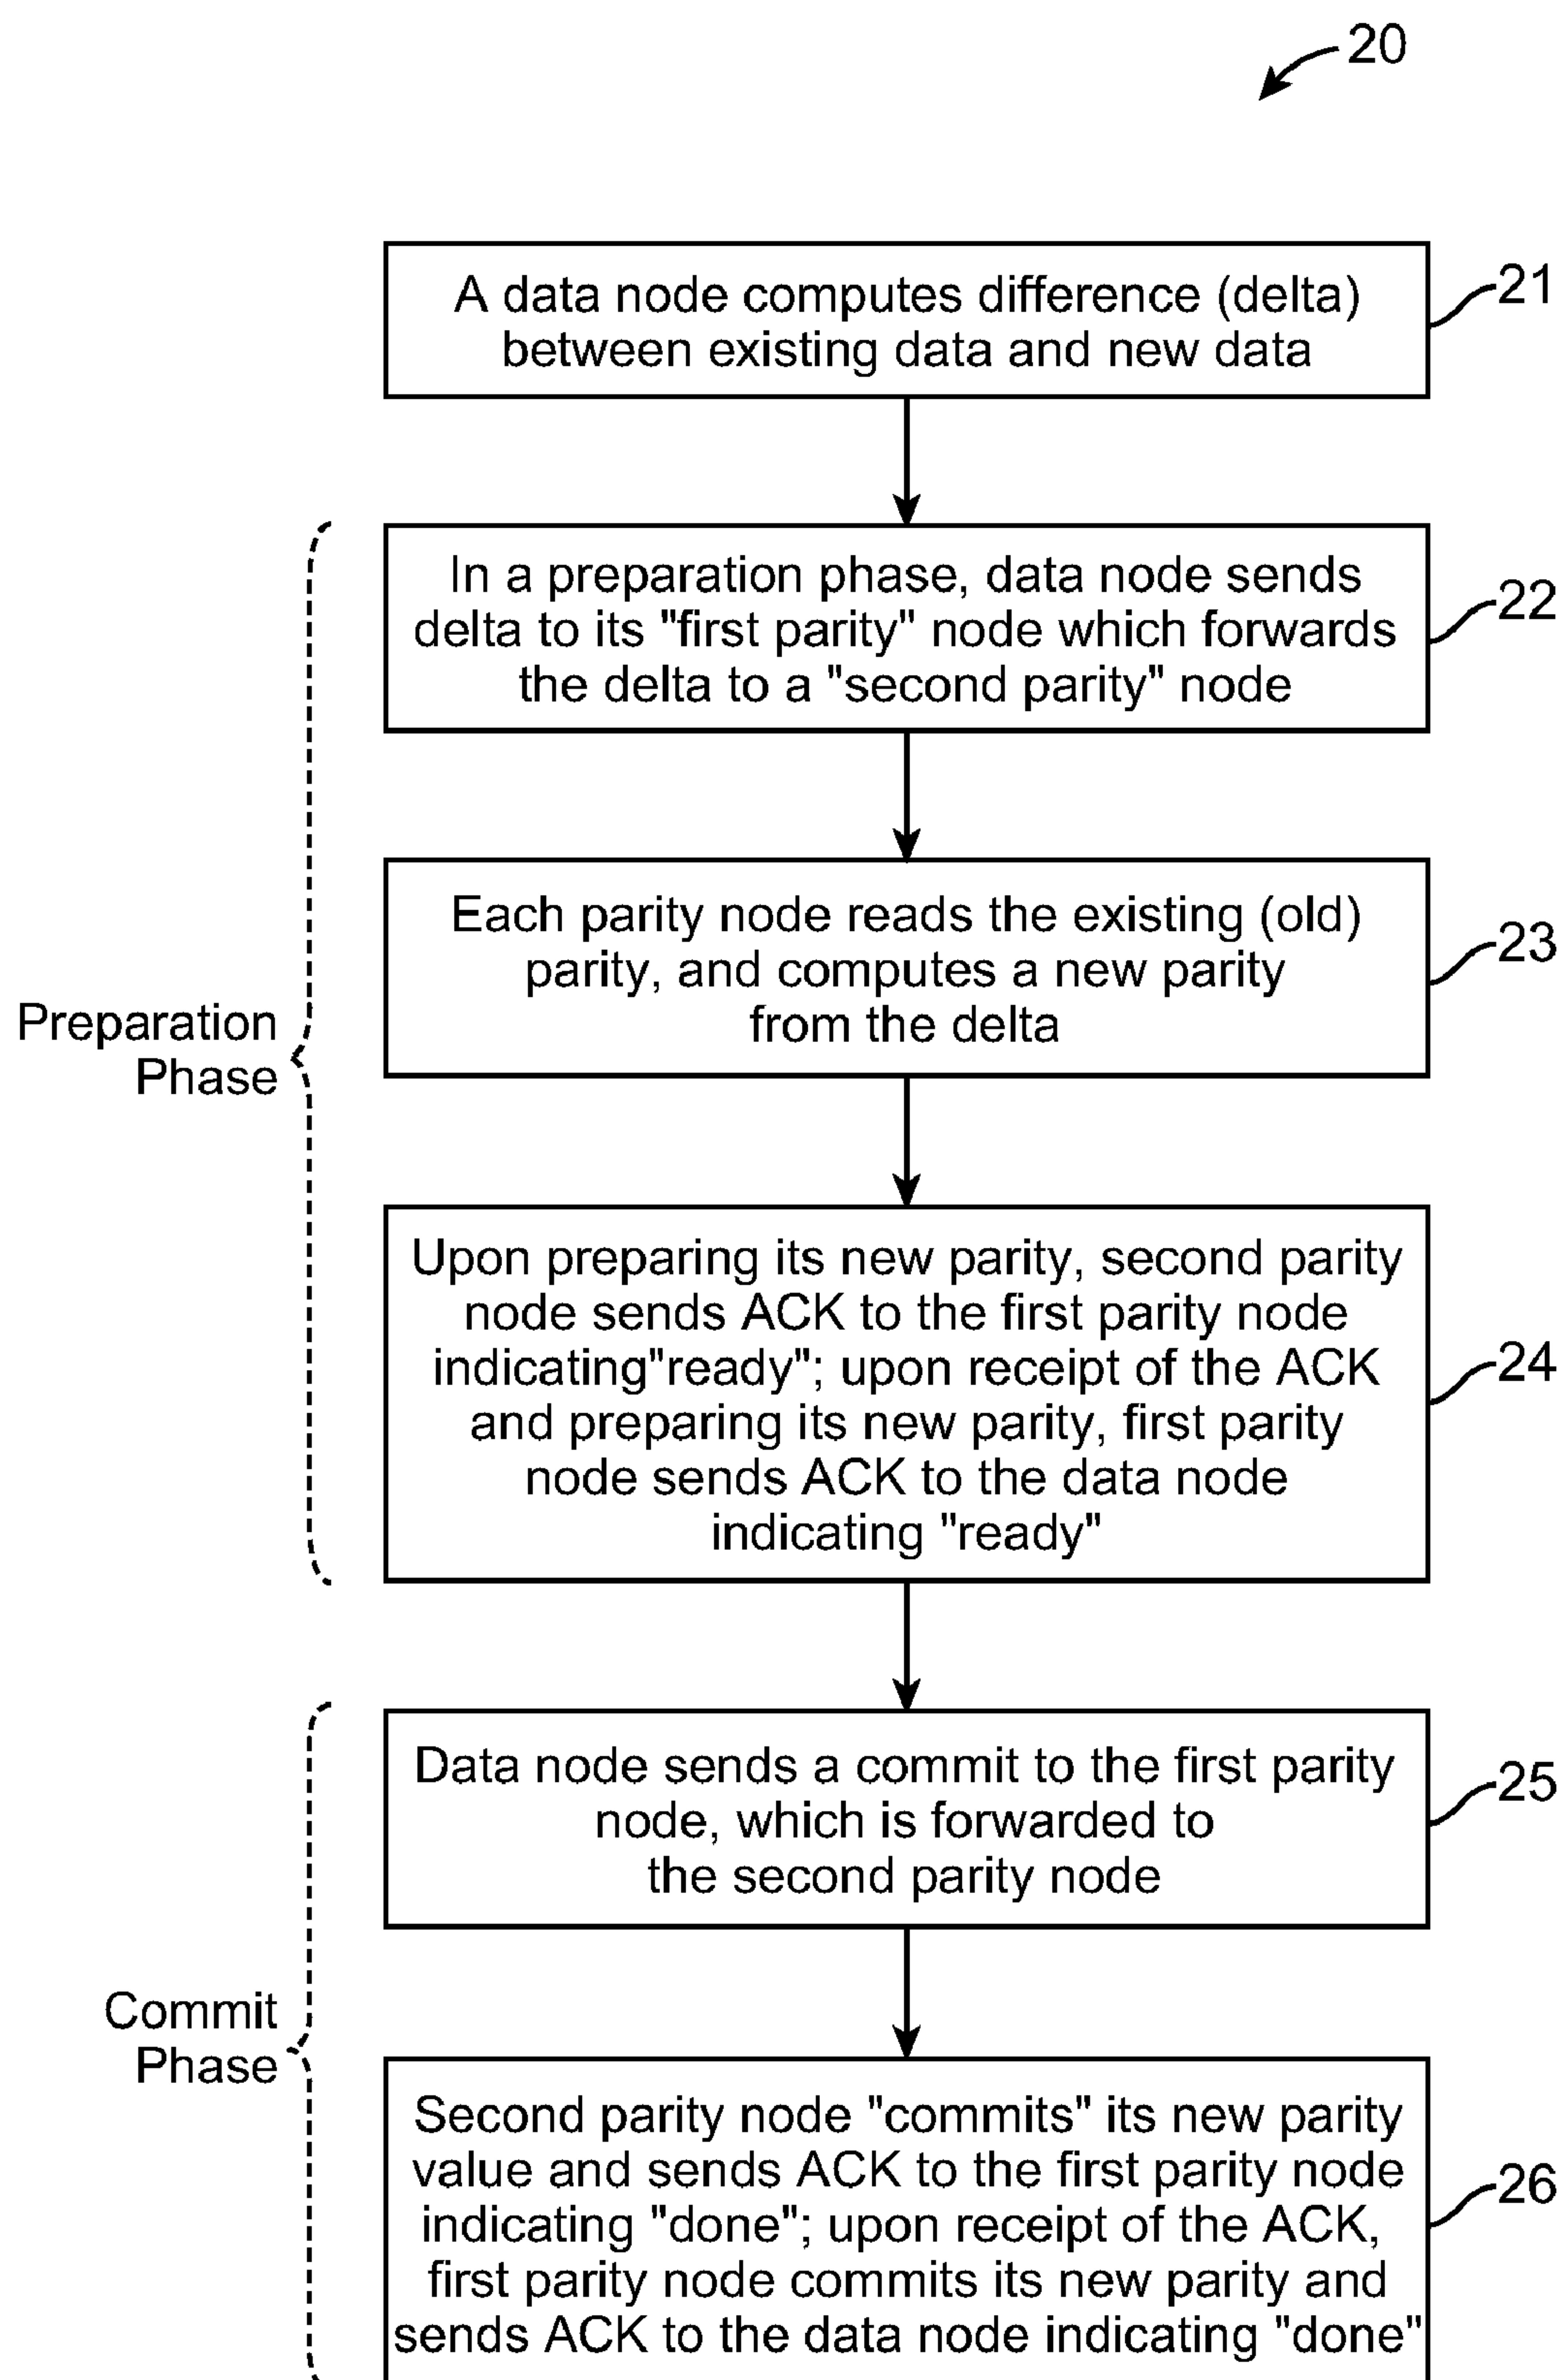 20
A data node computes difference (delta)
between existing data and new data
21
In a preparation phase, data node sends
delta to its "first parity" node which forwards
the delta to a "second parity" node
22
Each parity node reads the existing (old)
parity, and computes a new parity
from the delta
23
Preparation
Phase
Upon preparing its new parity, second parity
node sends ACK to the first parity node
indicating"ready"; upon receipt of the ACK
and preparing its new parity, first parity
node sends ACK to the data node
indicating "ready"
24
Data node sends a commit to the first parity
node, which is forwarded to
the second parity node
25
Commit
Phase
Second parity node "commits" its new parity
value and sends ACK to the first parity node
indicating "done"; upon receipt of the ACK,
first parity node commits its new parity and
sends ACK to the data node indicating "done"
26